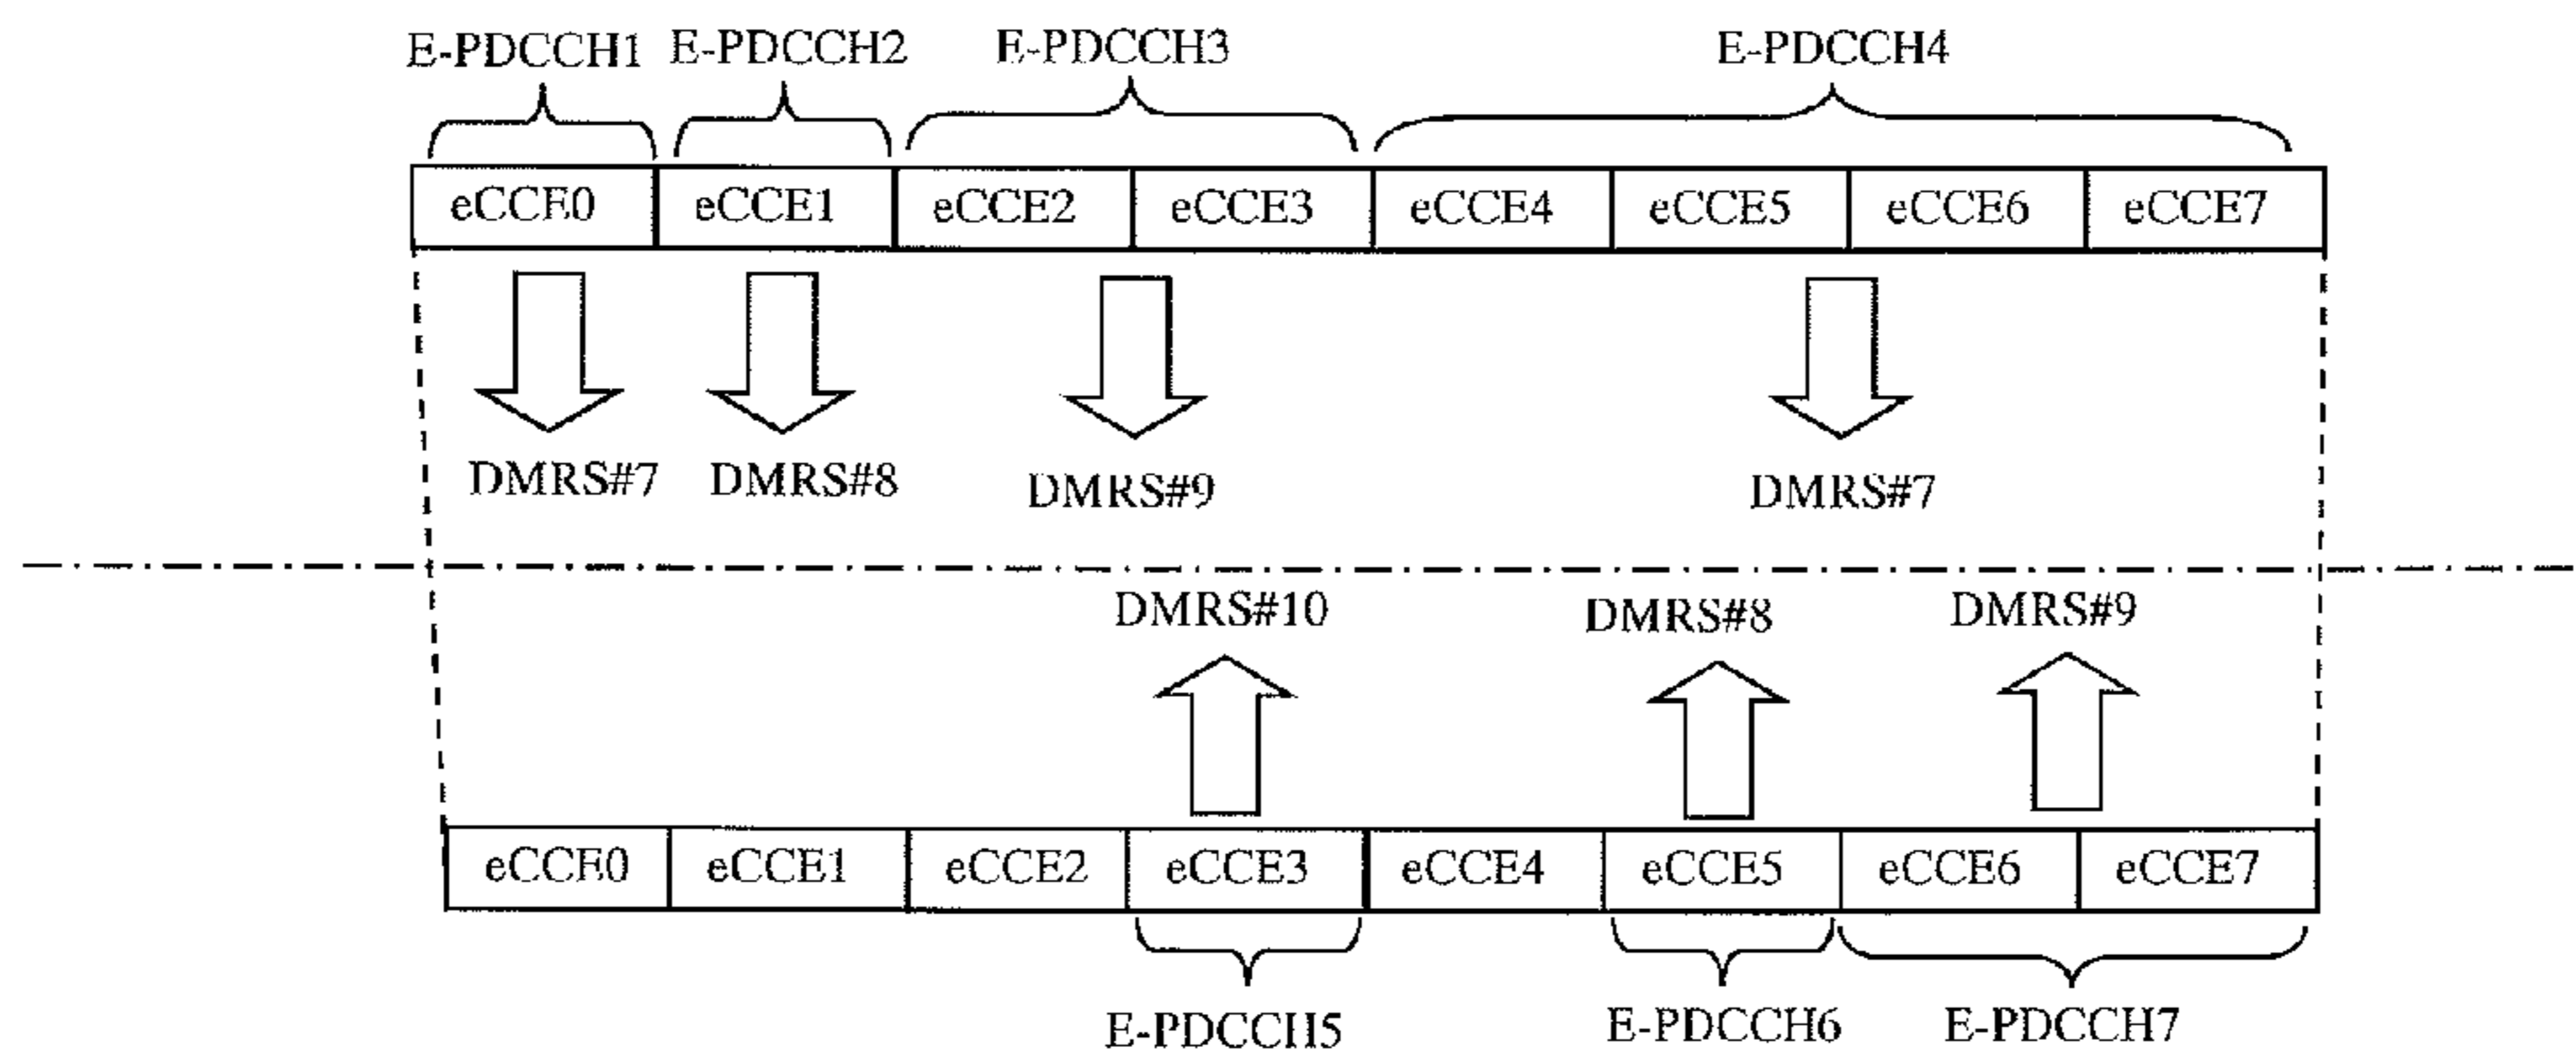 E-PDCCH1 E-PDCCH2 E-PDCCH3 E-PDCCH4
eCCE0 eCCE1 eCCE2 eCCE3 eCCE4 eCCE5 eCCE6 eCCE7
DMRS#7 DMRS#8 DMRS#9 DMRS#7
DMRS#10 DMRS#8 DMRS#9
eCCE0 eCCE1 eCCE2 eCCE3 eCCE4 eCCE5 eCCE6 eCCE7
E-PDCCH5 E-PDCCH6 E-PDCCH7